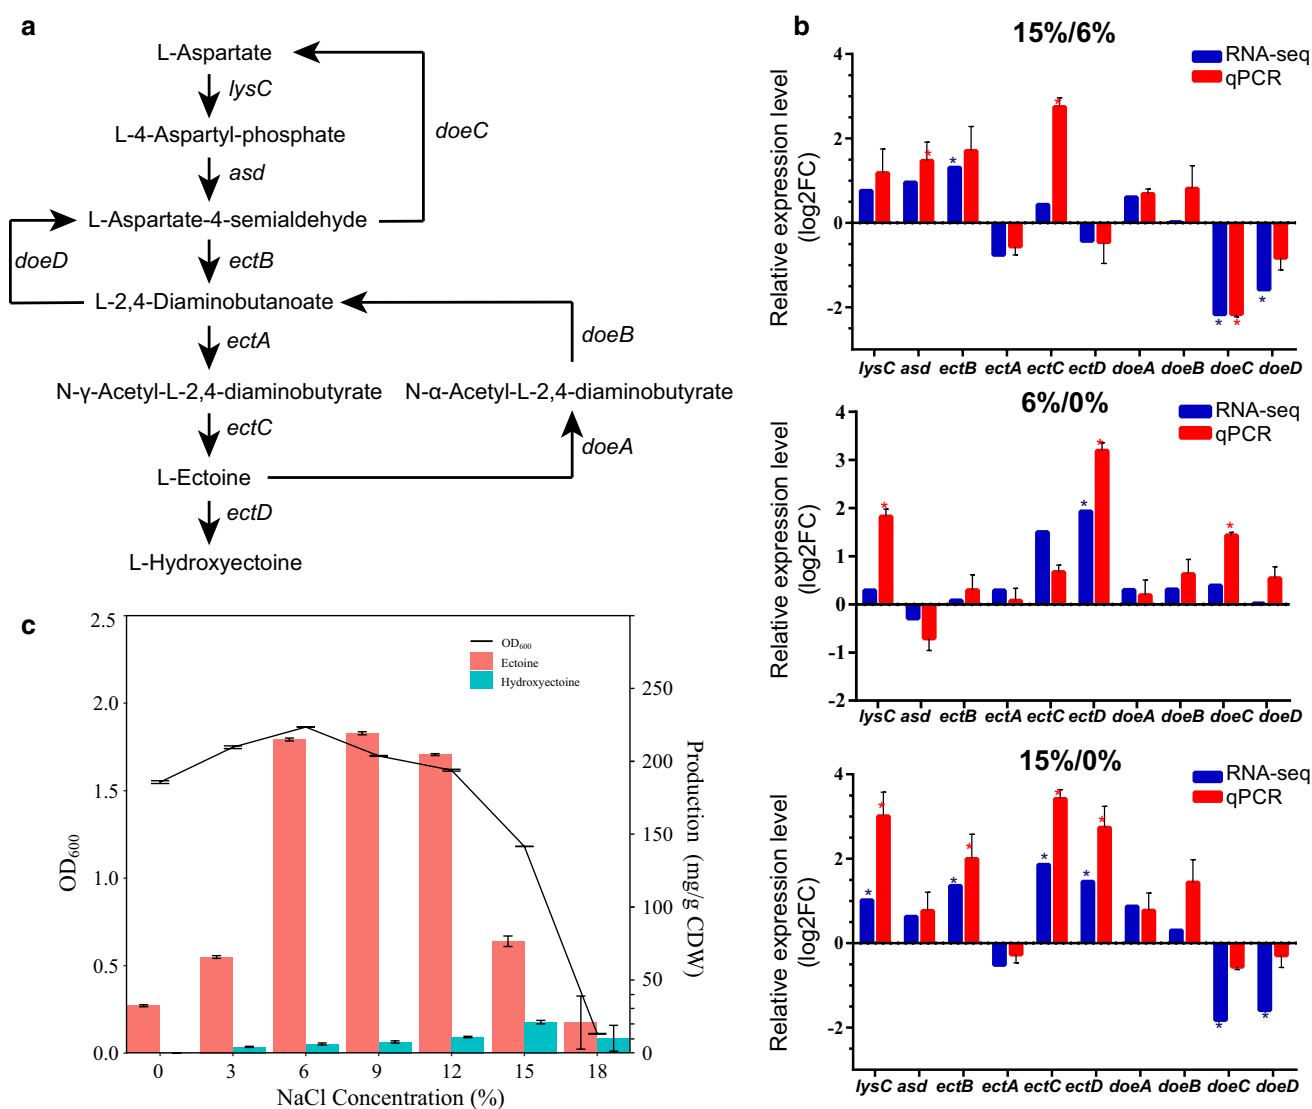 a
L-Aspartate
lysC
doeC
L-4-Aspartyl-phosphate
asd
L-Aspartate-4-semialdehyde
doeD
ectB
L-2,4-Diaminobutanoate
ectA
doeB
N-γ-Acetyl-L-2,4-diaminobutyrate
N-α-Acetyl-L-2,4-diaminobutyrate
ectC
doeA
L-Ectoine
ectD
L-Hydroxyectoine
b
15%/6%
RNA-seq
qPCR
Relative expression level
(log2FC)
4
2
0
-2
* * * * * *
lysC asd ectB ectA ectC ectD doeA doeB doeC doeD
6%/0%
RNA-seq
qPCR
Relative expression level
(log2FC)
4
3
2
1
0
-1
-2
* * * *
lysC asd ectB ectA ectC ectD doeA doeB doeC doeD
15%/0%
RNA-seq
qPCR
Relative expression level
(log2FC)
4
2
0
-2
* * * * * * * * * *
lysC asd ectB ectA ectC ectD doeA doeB doeC doeD
c
OD600
Ectoine
Hydroxyectoine
OD600
2.5
2.0
1.5
1.0
0.5
0.0
Production (mg/g CDW)
250
200
150
100
50
0
0 3 6 9 12 15 18
NaCl Concentration (%)